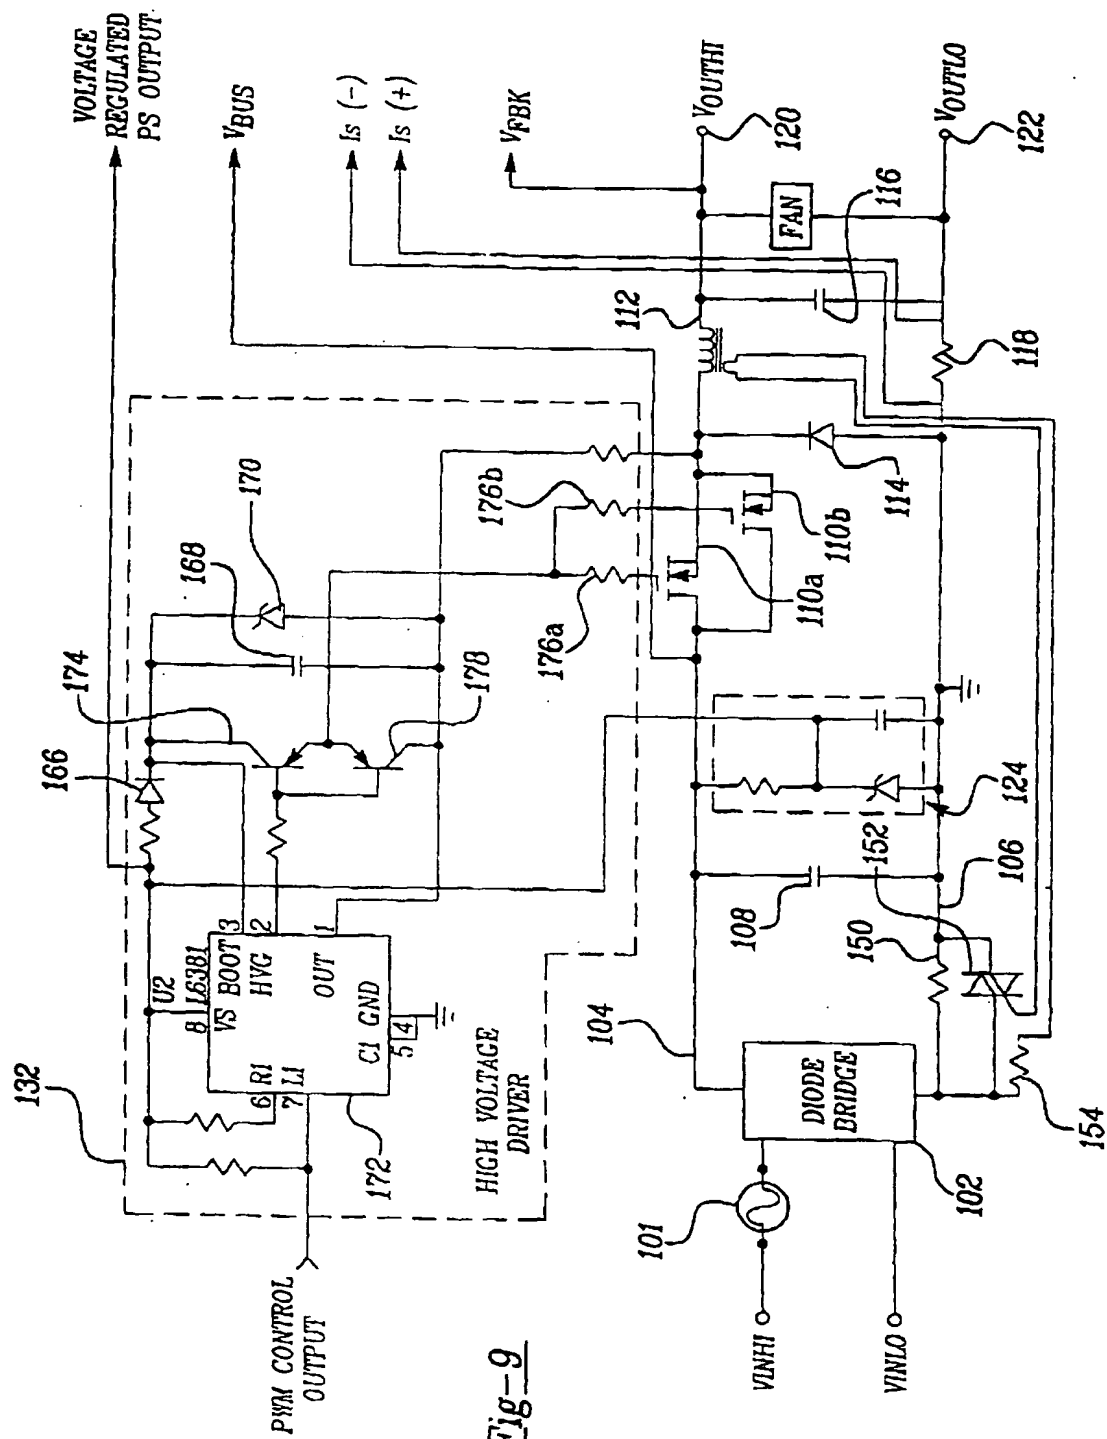 VOLTAGE
REGULATED
PS OUTPUT
VBUS
Is (-)
Is (+)
VFBK
VOUTHI
120
VOUTLO
122
FAN
116
112
118
114
170
168
174
178
166
176b
176a
110b
110a
132
U2
L6381
8
VS
BOOT
3
HVG
2
OUT
1
R1
6
L1
7
C1
GND
5
4
172
HIGH VOLTAGE
DRIVER
PWM CONTROL
OUTPUT
124
152
106
108
150
104
154
DIODE
BRIDGE
102
101
VINHI
VINLO
Fig-9